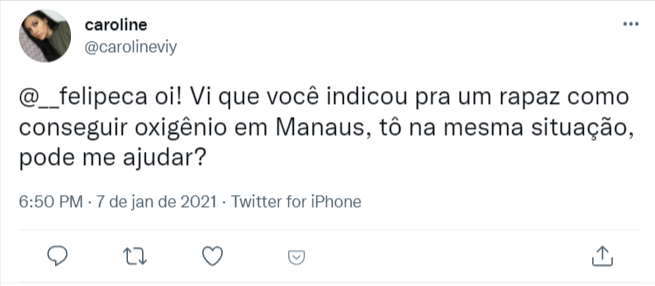 caroline
@carolineviy
@__felipeca oi! Vi que você indicou pra um rapaz como
conseguir oxigênio em Manaus, tô na mesma situação,
pode me ajudar?
6:50 PM · 7 de jan de 2021 · Twitter for iPhone